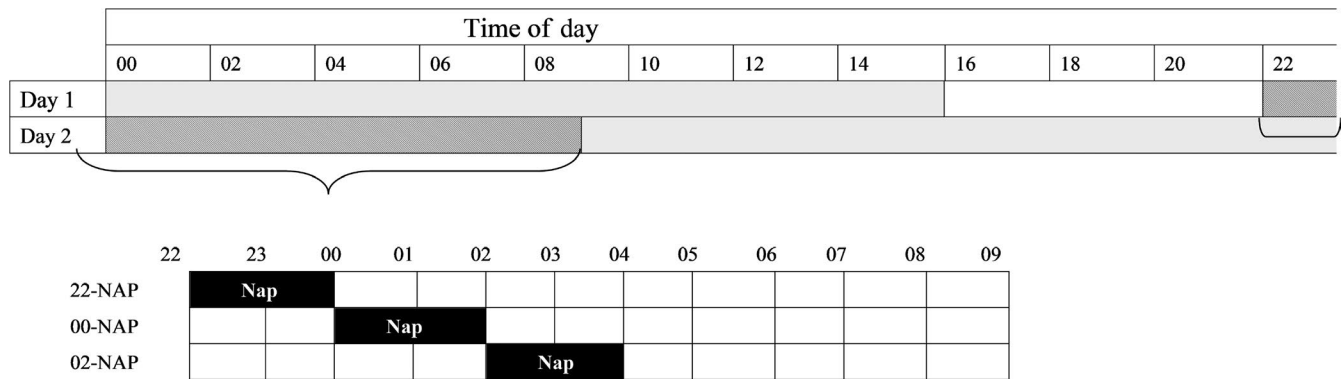 Time of day
00 02 04 06 08 10 12 14 16 18 20 22
Day 1
Day 2
22 23 00 01 02 03 04 05 06 07 08 09
22-NAP Nap
00-NAP Nap
02-NAP Nap